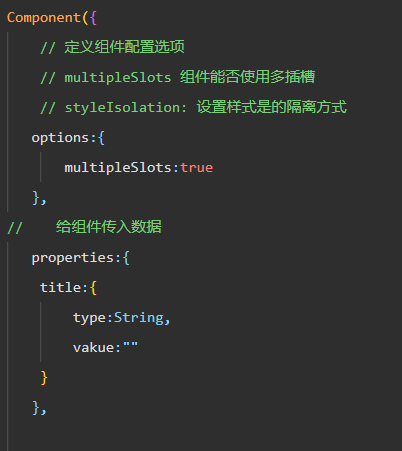 Component({
// 定义组件配置选项
// multipleSlots 组件能否使用多插槽
// styleIsolation: 设置样式是的隔离方式
options:{
multipleSlots:true
},
// 给组件传入数据
properties:{
title:{
type:String,
vakue:""
}
},